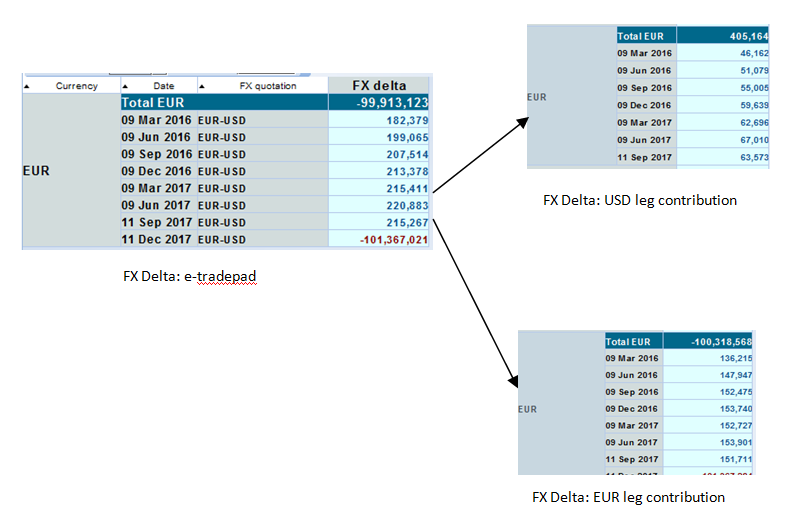 Total EUR 405,164
09 Mar 2016 46,162
09 Jun 2016 51,079
09 Sep 2016 55,005
EUR
09 Dec 2016 59,639
09 Mar 2017 62,696
09 Jun 2017 67,010
11 Sep 2017 63,573
FX Delta: USD leg contribution
Currency Date FX quotation FX delta
Total EUR -99,913,123
09 Mar 2016 EUR-USD 182,379
09 Jun 2016 EUR-USD 199,065
09 Sep 2016 EUR-USD 207,514
EUR
09 Dec 2016 EUR-USD 213,378
09 Mar 2017 EUR-USD 215,411
09 Jun 2017 EUR-USD 220,883
11 Sep 2017 EUR-USD 215,267
11 Dec 2017 EUR-USD -101,367,021
FX Delta: e-tradepad
Total EUR -100,318,568
09 Mar 2016 136,215
09 Jun 2016 147,947
09 Sep 2016 152,475
EUR
09 Dec 2016 153,740
09 Mar 2017 152,727
09 Jun 2017 153,901
11 Sep 2017 151,711
FX Delta: EUR leg contribution